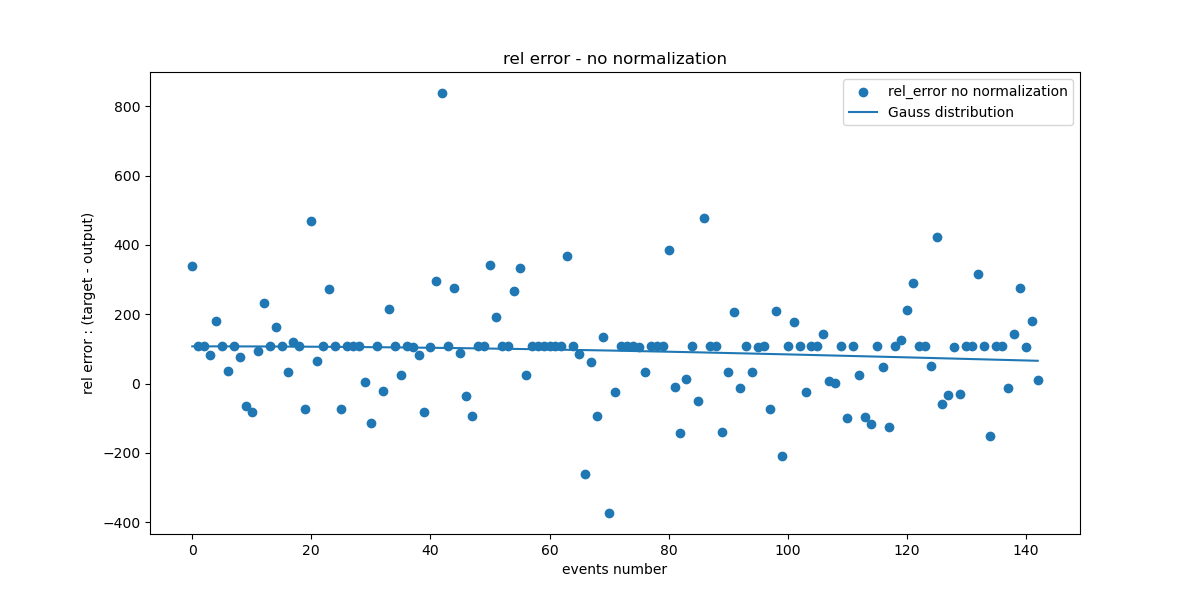 rel error - no normalization
rel_error no normalization
Gauss distribution
rel error : (target - output)
800
600
400
200
0
−200
−400
0 20 40 60 80 100 120 140
events number